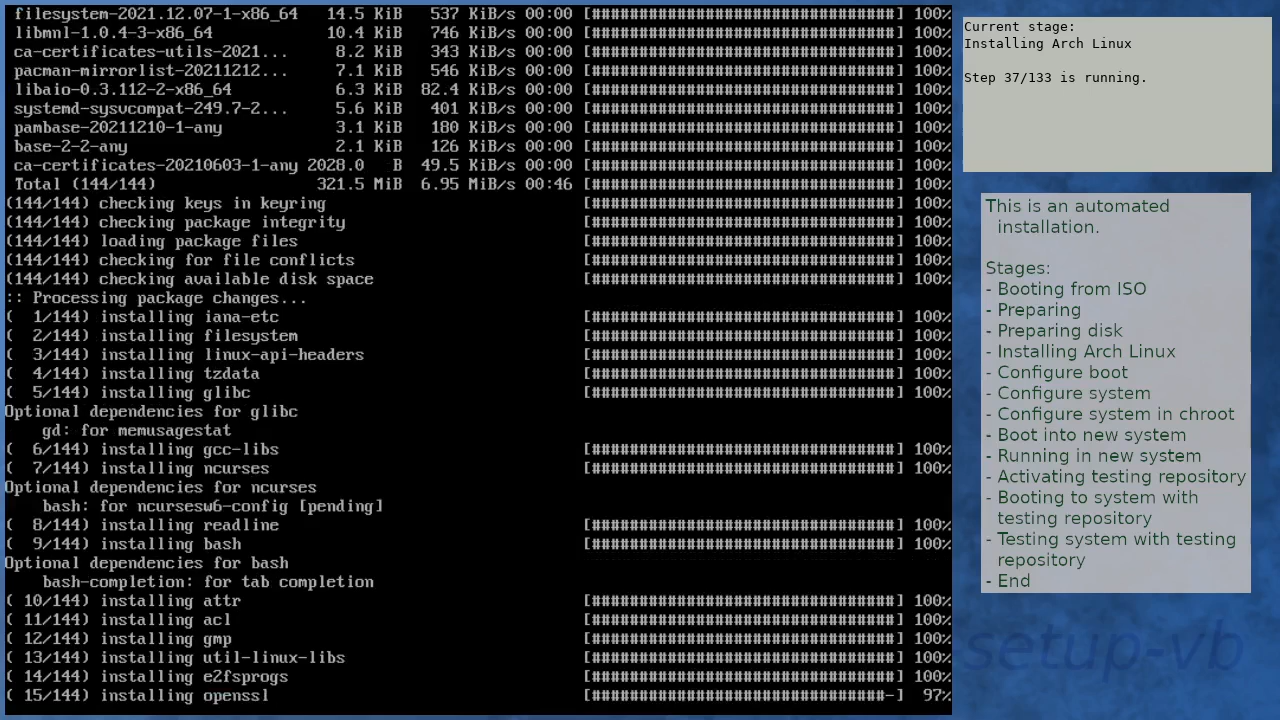 filesystem-2021.12.07-1-x86_64   14.5 KiB   537 KiB/s 00:00 [################################] 100%
libmnl-1.0.4-3-x86_64            10.4 KiB   746 KiB/s 00:00 [################################] 100%
ca-certificates-utils-2021...     8.2 KiB   343 KiB/s 00:00 [################################] 100%
pacman-mirrorlist-20211212...     7.1 KiB   546 KiB/s 00:00 [################################] 100%
libaio-0.3.112-2-x86_64           6.3 KiB  82.4 KiB/s 00:00 [################################] 100%
systemd-sysvcompat-249.7-2...     5.6 KiB   401 KiB/s 00:00 [################################] 100%
pambase-20211210-1-any            3.1 KiB   180 KiB/s 00:00 [################################] 100%
base-2-2-any                      2.1 KiB   126 KiB/s 00:00 [################################] 100%
ca-certificates-20210603-1-any 2028.0   B  49.5 KiB/s 00:00 [################################] 100%
Total (144/144)                 321.5 MiB  6.95 MiB/s 00:46 [################################] 100%
(144/144) checking keys in keyring                           [################################] 100%
(144/144) checking package integrity                         [################################] 100%
(144/144) loading package files                              [################################] 100%
(144/144) checking for file conflicts                        [################################] 100%
(144/144) checking available disk space                      [################################] 100%
:: Processing package changes...
(  1/144) installing iana-etc                                [################################] 100%
(  2/144) installing filesystem                              [################################] 100%
(  3/144) installing linux-api-headers                       [################################] 100%
(  4/144) installing tzdata                                  [################################] 100%
(  5/144) installing glibc                                   [################################] 100%
Optional dependencies for glibc
    gd: for memusagestat
(  6/144) installing gcc-libs                                [################################] 100%
(  7/144) installing ncurses                                 [################################] 100%
Optional dependencies for ncurses
    bash: for ncursesw6-config [pending]
(  8/144) installing readline                                [################################] 100%
(  9/144) installing bash                                    [################################] 100%
Optional dependencies for bash
    bash-completion: for tab completion
( 10/144) installing attr                                    [################################] 100%
( 11/144) installing acl                                     [################################] 100%
( 12/144) installing gmp                                     [################################] 100%
( 13/144) installing util-linux-libs                         [################################] 100%
( 14/144) installing e2fsprogs                               [################################] 100%
( 15/144) installing openssl                                 [###############################-]  97%
Current stage:
Installing Arch Linux
Step 37/133 is running.
This is an automated
installation.
Stages:
- Booting from ISO
- Preparing
- Preparing disk
- Installing Arch Linux
- Configure boot
- Configure system
- Configure system in chroot
- Boot into new system
- Running in new system
- Activating testing repository
- Booting to system with
testing repository
- Testing system with testing
repository
- End
setup-vb